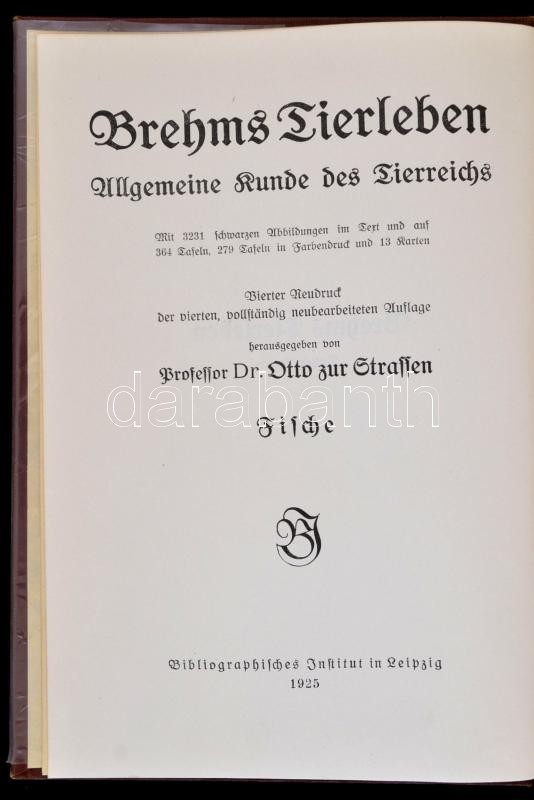 Brehms Tierleben
Allgemeine Kunde des Tierreichs
Mit 3231 schwarzen Abbildungen im Text und auf
364 Tafeln, 279 Tafeln in Farbendruck und 13 Karten
Vierter Neudruck
der vierten, vollständig neubearbeiteten Auflage
herausgegeben von
Professor Dr. Otto zur Strassen
darabanth
Fische
BJ
Bibliographisches Institut in Leipzig
1925